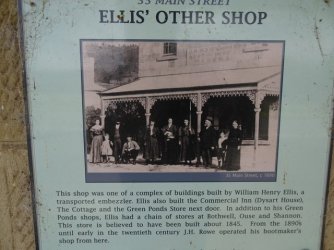 33 MAIN STREET
ELLIS' OTHER SHOP
33 Main Street, c 1890
This shop was one of a complex of buildings built by William Henry Ellis, a
transported embezzler. Ellis also built the Commercial Inn (Dysart House),
The Cottage and the Green Ponds Store next door. In addition to his Green
Ponds shops, Ellis had a chain of stores at Bothwell, Ouse and Shannon.
This store is believed to have been built about 1845. From the 1890s
until early in the twentieth century J.H. Rowe operated his bootmaker's
shop from here.